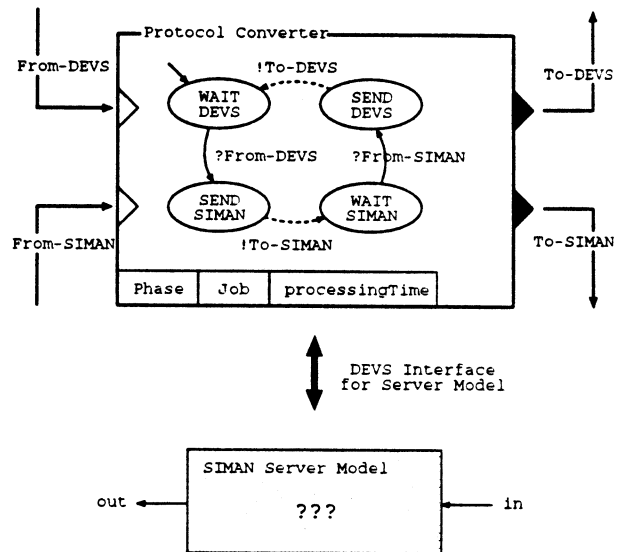 Protocol Converter
From-DEVS
!To-DEVS
To-DEVS
WAIT
DEVS
SEND
DEVS
?From-DEVS
?From-SIMAN
SEND
SIMAN
WAIT
SIMAN
From-SIMAN
!To-SIMAN
To-SIMAN
Phase
Job
processingTime
DEVS Interface
for Server Model
SIMAN Server Model
out
???
in